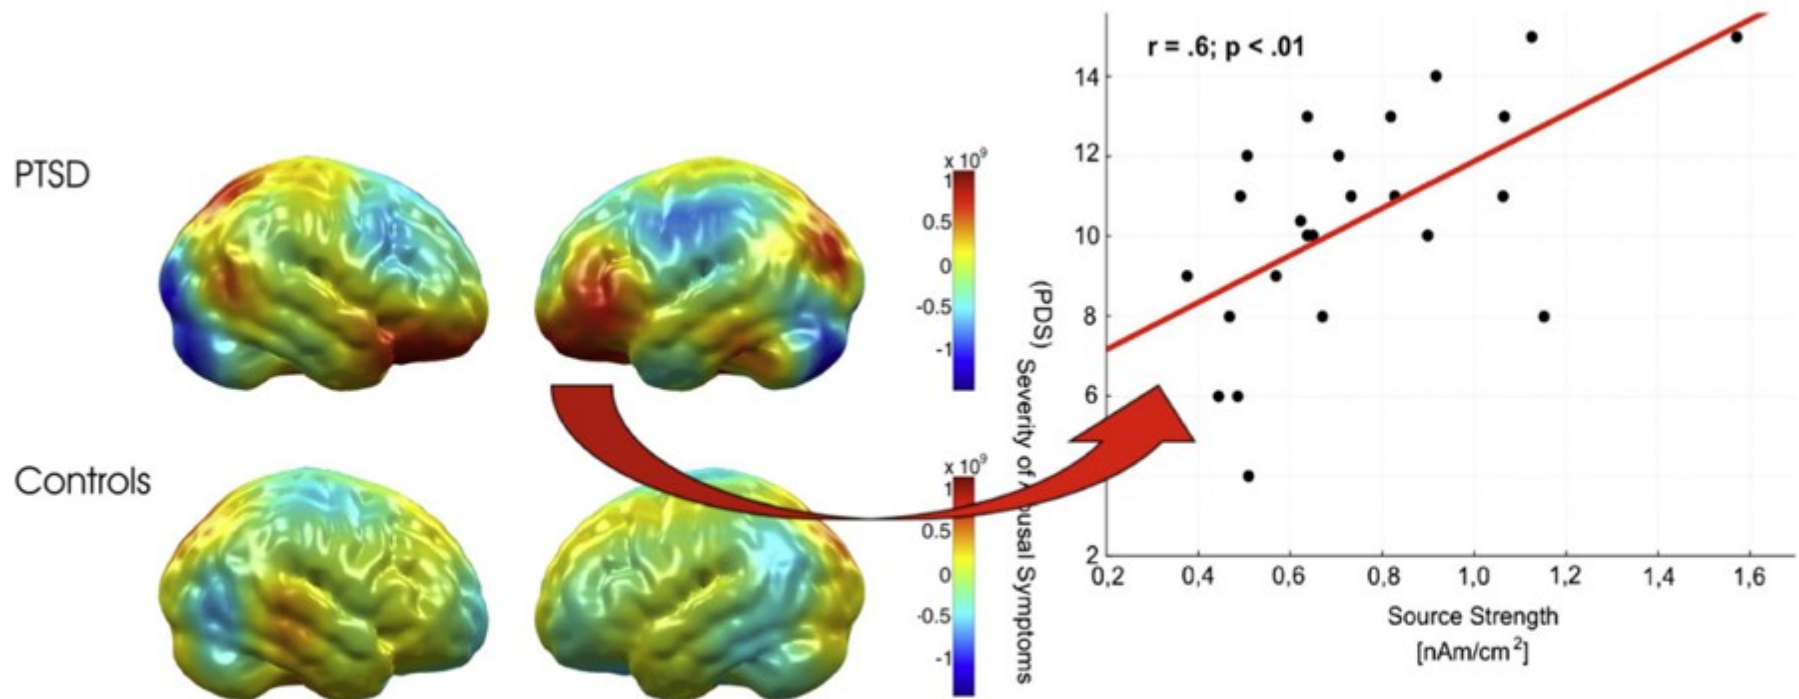 PTSD
Controls
x 10⁹
1
0.5
0
-0.5
-1
x 10⁹
1
0.5
0
-0.5
-1
r = .6; p < .01
(PDS)
Severity of Symptoms
14
12
10
8
6
2
0,2 0,4 0,6 0,8 1,0 1,2 1,4 1,6
Source Strength
[nAm/cm²]